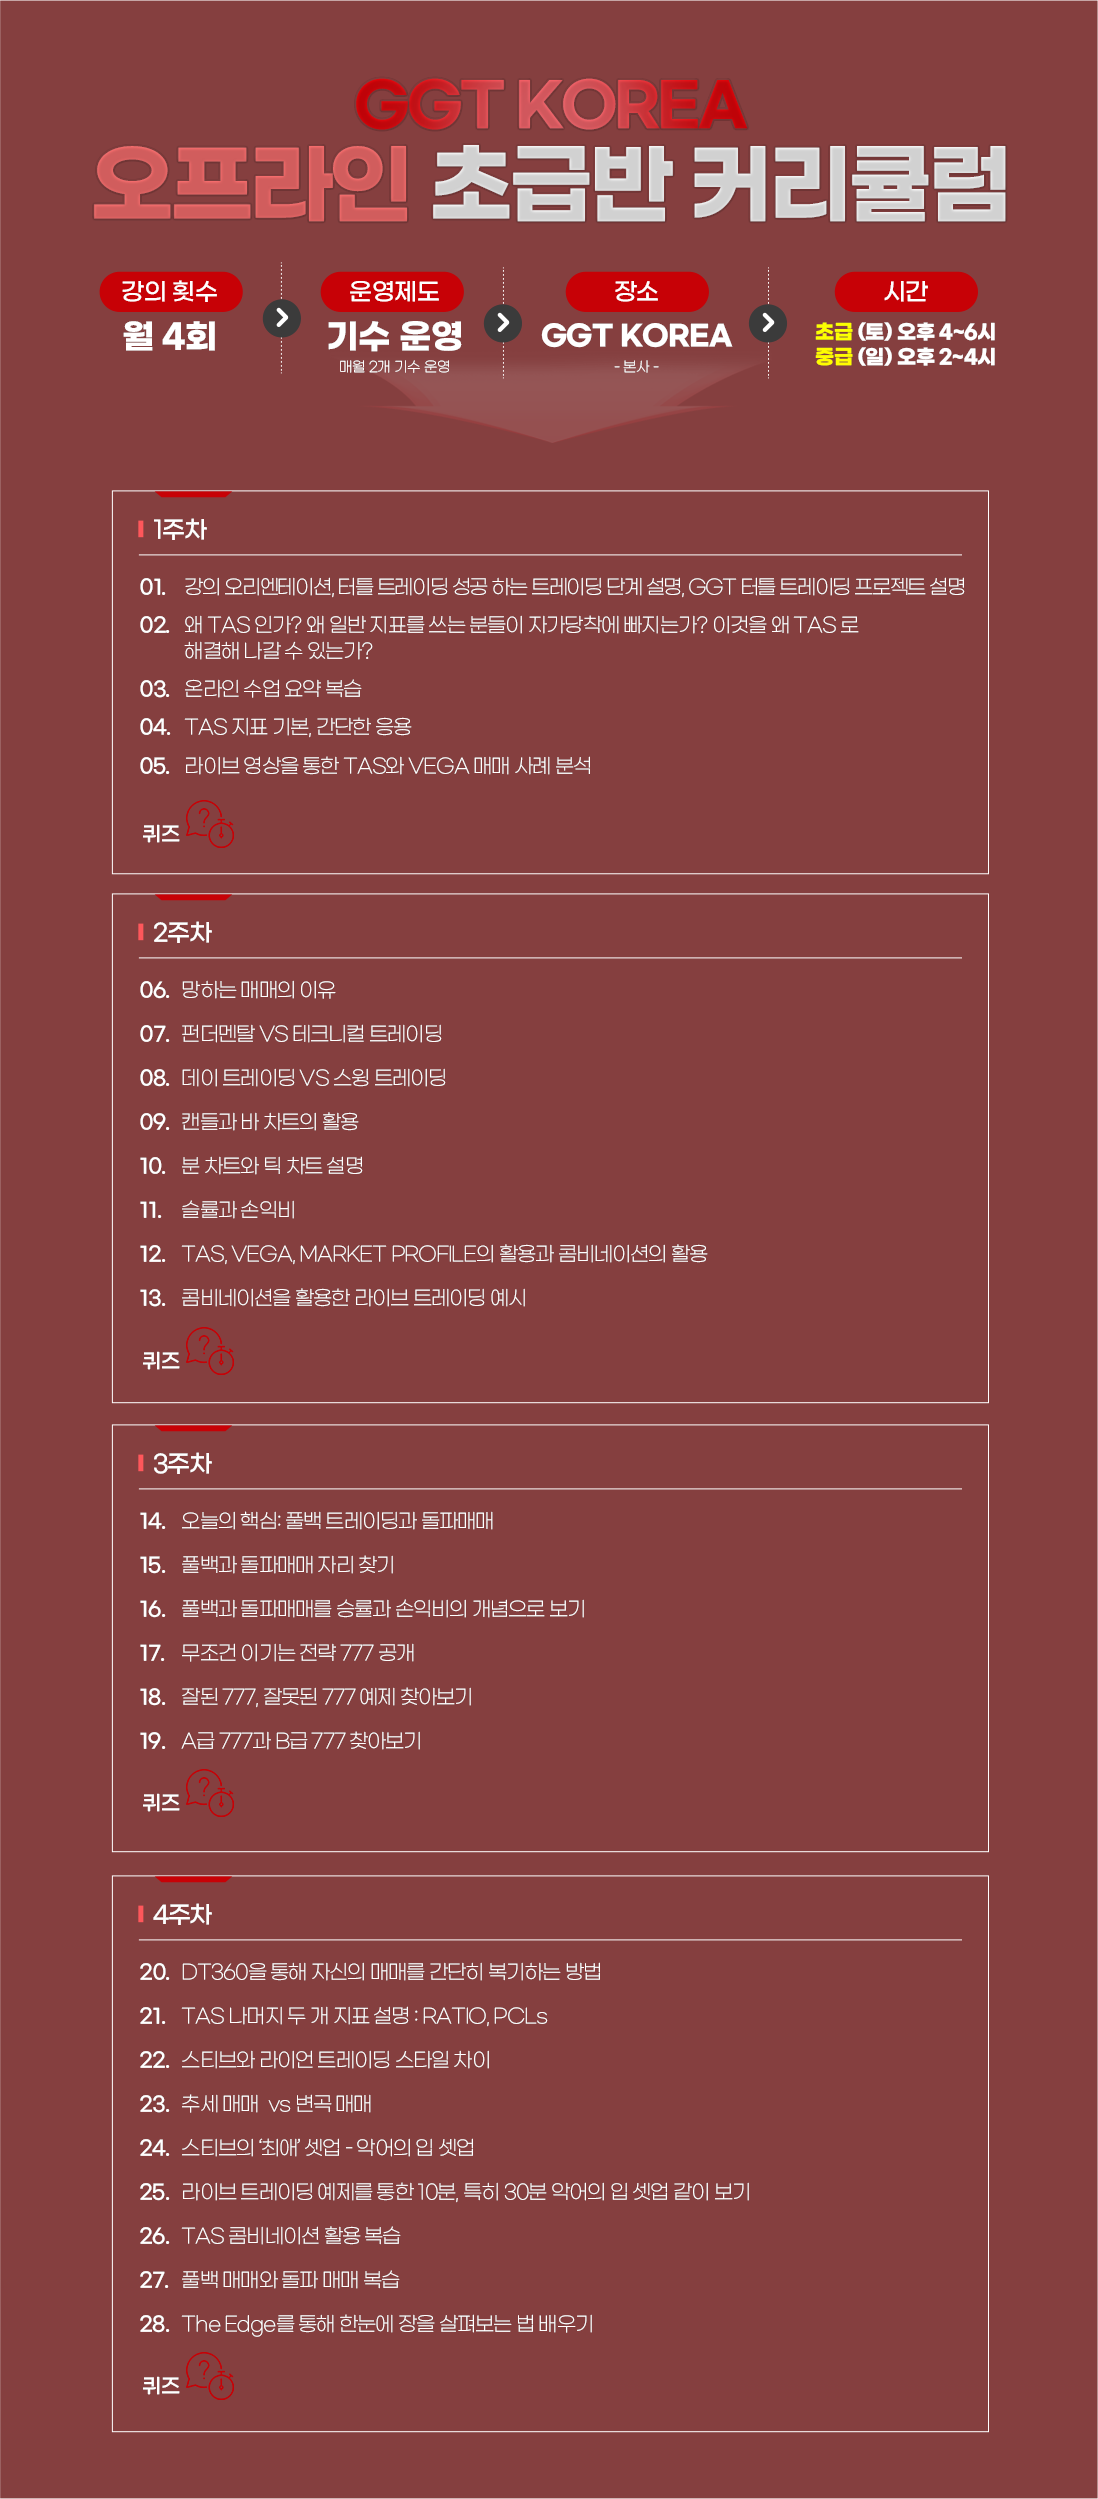 GGT KOREA
오프라인 초급반 커리큘럼
강의 횟수
월 4회
운영제도
기수 운영
매월 2개 기수 운영
장소
GGT KOREA
- 본사 -
시간
초급 (토) 오후 4~6시
중급 (일) 오후 2~4시
1주차
01. 강의 오리엔테이션, 터틀 트레이딩 성공 하는 트레이딩 단계 설명, GGT 터틀 트레이딩 프로젝트 설명
02. 왜 TAS 인가? 왜 일반 지표를 쓰는 분들이 자가당착에 빠지는가? 이것을 왜 TAS 로
해결해 나갈 수 있는가?
03. 온라인 수업 요약 복습
04. TAS 지표 기본, 간단한 응용
05. 라이브 영상을 통한 TAS와 VEGA 매매 사례 분석
퀴즈
2주차
06. 망하는 매매의 이유
07. 펀더멘탈 VS 테크니컬 트레이딩
08. 데이 트레이딩 VS 스윙 트레이딩
09. 캔들과 바 차트의 활용
10. 분 차트와 틱 차트 설명
11. 슬률과 손익비
12. TAS, VEGA, MARKET PROFILE의 활용과 콤비네이션의 활용
13. 콤비네이션을 활용한 라이브 트레이딩 예시
퀴즈
3주차
14. 오늘의 핵심: 풀백 트레이딩과 돌파매매
15. 풀백과 돌파매매 자리 찾기
16. 풀백과 돌파매매를 승률과 손익비의 개념으로 보기
17. 무조건 이기는 전략 777 공개
18. 잘된 777, 잘못된 777 예제 찾아보기
19. A급 777과 B급 777 찾아보기
퀴즈
4주차
20. DT360을 통해 자신의 매매를 간단히 복기하는 방법
21. TAS 나머지 두 개 지표 설명 : RATIO, PCLs
22. 스티브와 라이언 트레이딩 스타일 차이
23. 추세 매매 vs 변곡 매매
24. 스티브의 ‘최애’ 셋업 - 악어의 입 셋업
25. 라이브 트레이딩 예제를 통한 10분, 특히 30분 악어의 입 셋업 같이 보기
26. TAS 콤비네이션 활용 복습
27. 풀백 매매와 돌파 매매 복습
28. The Edge를 통해 한눈에 장을 살펴보는 법 배우기
퀴즈